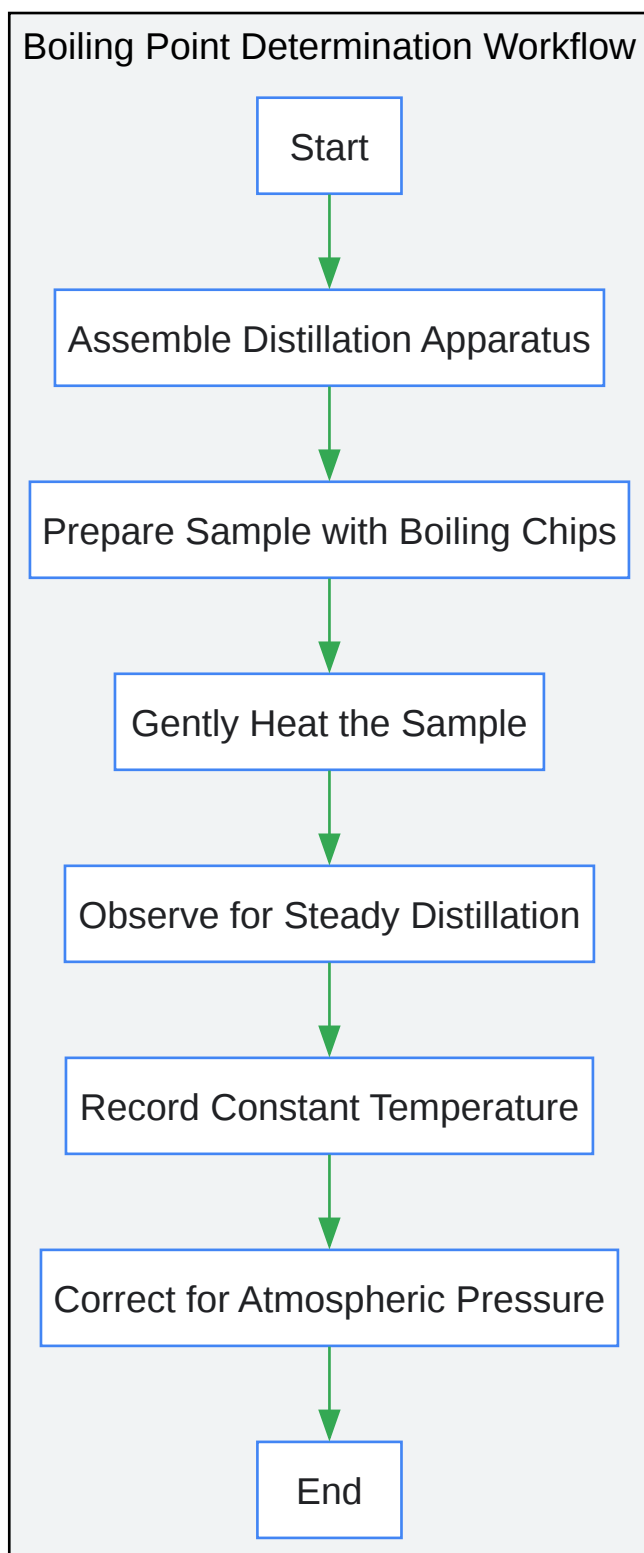 Boiling Point Determination Workflow
Start
Assemble Distillation Apparatus
Prepare Sample with Boiling Chips
Gently Heat the Sample
Observe for Steady Distillation
Record Constant Temperature
Correct for Atmospheric Pressure
End